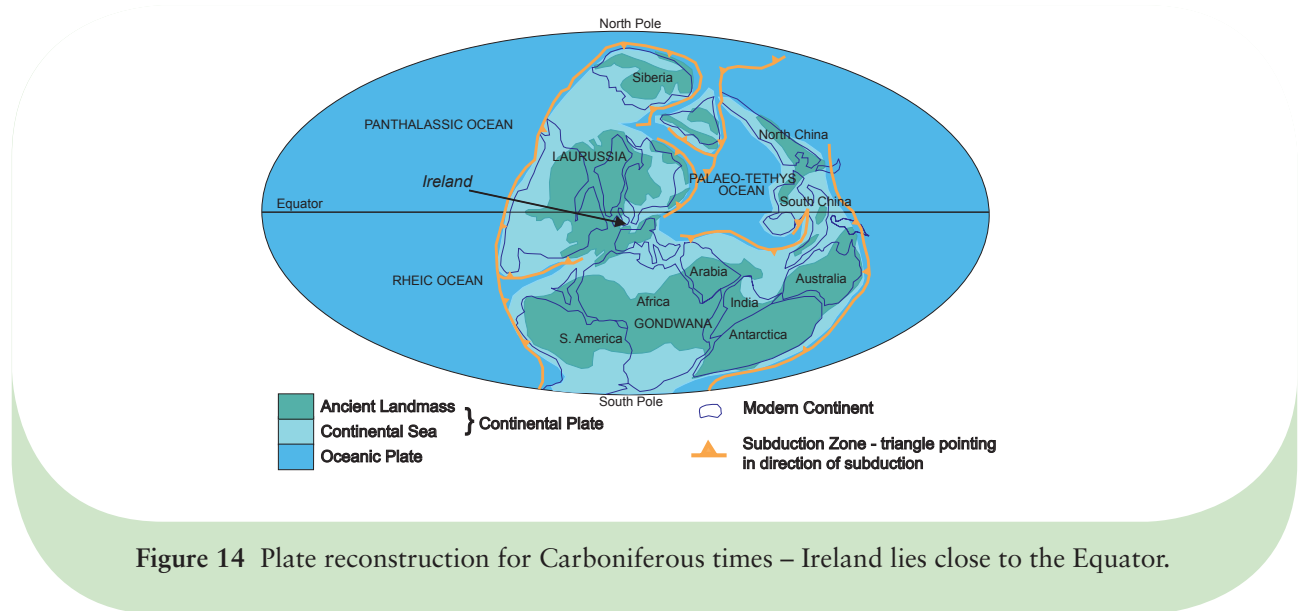 North Pole
Siberia
PANTHALASSIC OCEAN
North China
LAURUSSIA
PALAEO-TETHYS
OCEAN
Ireland
South China
Equator
RHEIC OCEAN
Arabia
Australia
Africa
India
GONDWANA
S. America
Antarctica
South Pole
Ancient Landmass
Continental Sea
} Continental Plate
Oceanic Plate
Modern Continent
Subduction Zone - triangle pointing
in direction of subduction
Figure 14 Plate reconstruction for Carboniferous times – Ireland lies close to the Equator.